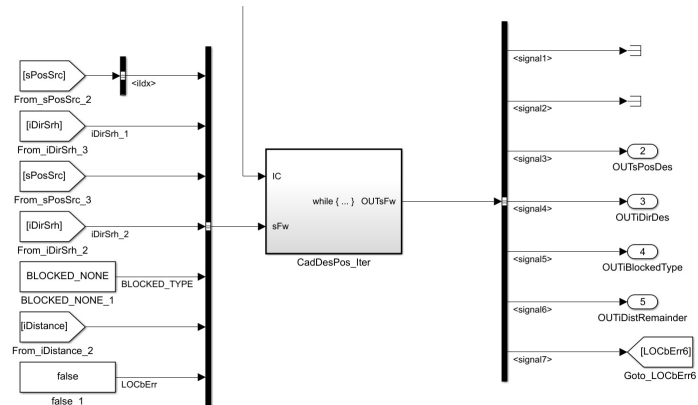 [sPosSrc]
<iIdx>
From_sPosSrc_2
[iDirSrh]
iDirSrh_1
From_iDirSrh_3
[sPosSrc]
From_sPosSrc_3
[iDirSrh]
iDirSrh_2
From_iDirSrh_2
BLOCKED_NONE
BLOCKED_TYPE
BLOCKED_NONE_1
[iDistance]
From_iDistance_2
false
LOCbErr
false_1
IC
while { ... }
OUTsFw
sFw
CadDesPos_Iter
<signal1>
<signal2>
<signal3>
2
OUTsPosDes
<signal4>
3
OUTiDirDes
<signal5>
4
OUTiBlockedType
<signal6>
5
OUTiDistRemainder
<signal7>
[LOCbErr6]
Goto_LOCbErr6